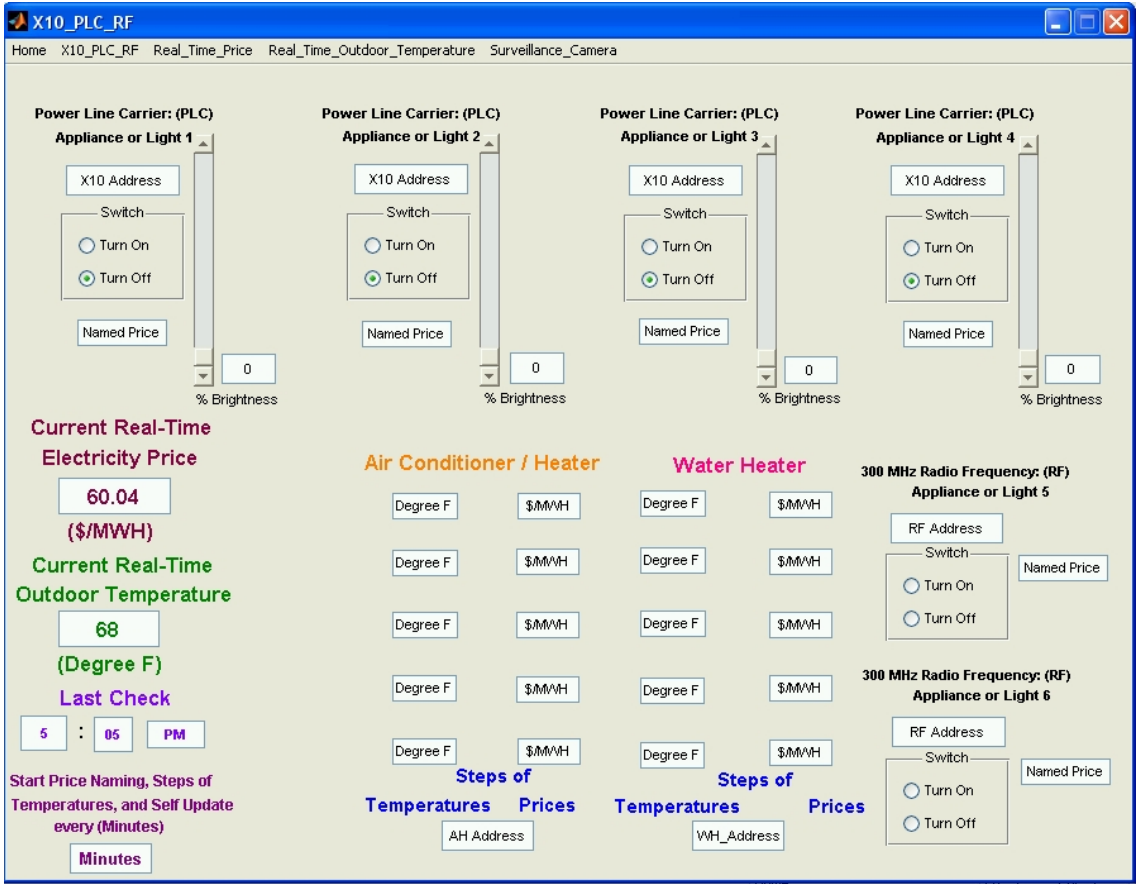 X10_PLC_RF
Home X10_PLC_RF Real_Time_Price Real_Time_Outdoor_Temperature Surveillance_Camera
Power Line Carrier: (PLC)
Appliance or Light 1
X10 Address
Switch
Turn On
Turn Off
Named Price
0
% Brightness
Power Line Carrier: (PLC)
Appliance or Light 2
X10 Address
Switch
Turn On
Turn Off
Named Price
0
% Brightness
Power Line Carrier: (PLC)
Appliance or Light 3
X10 Address
Switch
Turn On
Turn Off
Named Price
0
% Brightness
Power Line Carrier: (PLC)
Appliance or Light 4
X10 Address
Switch
Turn On
Turn Off
Named Price
0
% Brightness
Current Real-Time
Electricity Price
60.04
($/MWH)
Current Real-Time
Outdoor Temperature
68
(Degree F)
Last Check
5 : 05 PM
Start Price Naming, Steps of
Temperatures, and Self Update
every (Minutes)
Minutes
Air Conditioner / Heater
Degree F $/MWH
Degree F $/MWH
Degree F $/MWH
Degree F $/MWH
Degree F $/MWH
Steps of
Temperatures Prices
AH Address
Water Heater
Degree F $/MWH
Degree F $/MWH
Degree F $/MWH
Degree F $/MWH
Degree F $/MWH
Steps of
Temperatures Prices
WH_Address
300 MHz Radio Frequency: (RF)
Appliance or Light 5
RF Address
Switch
Turn On
Turn Off
Named Price
300 MHz Radio Frequency: (RF)
Appliance or Light 6
RF Address
Switch
Turn On
Turn Off
Named Price